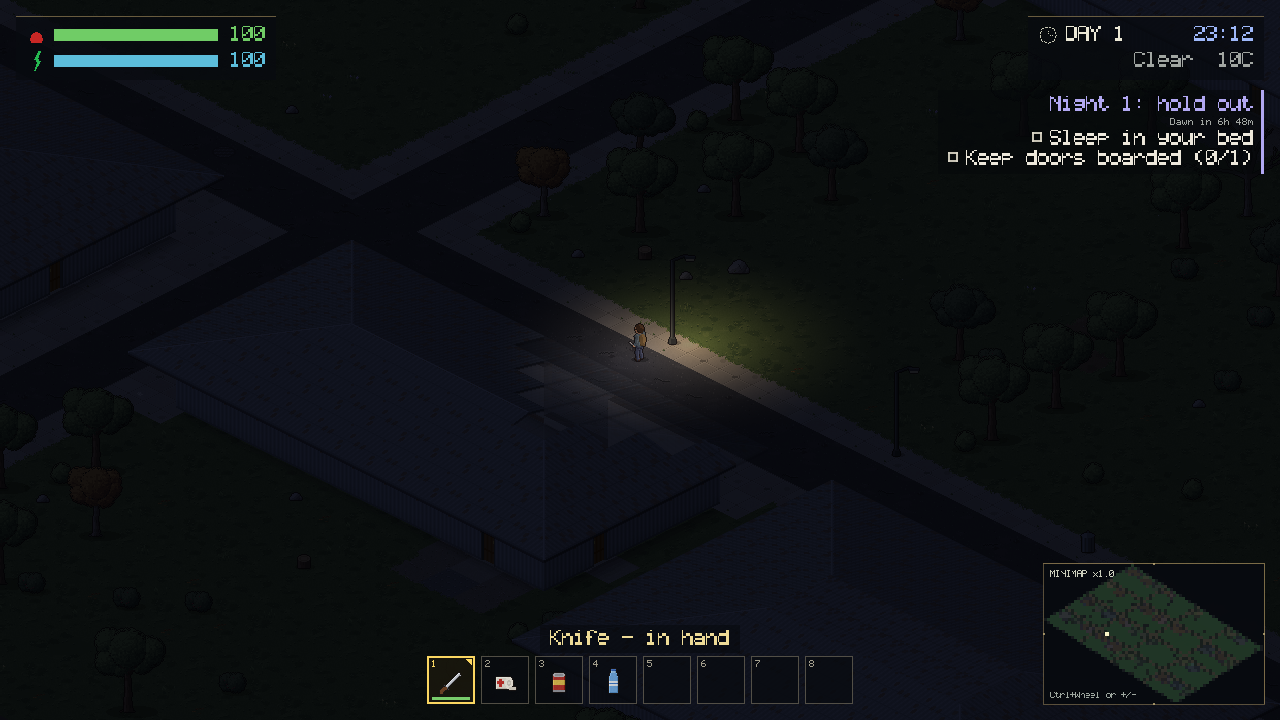 100
100
DAY 1 23:12
Clear 10C
Night 1: hold out
Dawn in 6h 48m
Sleep in your bed
Keep doors boarded (0/1)
MINIMAP x1.0
Ctrl+Wheel or +/-
Knife - in hand
1 2 3 4 5 6 7 8